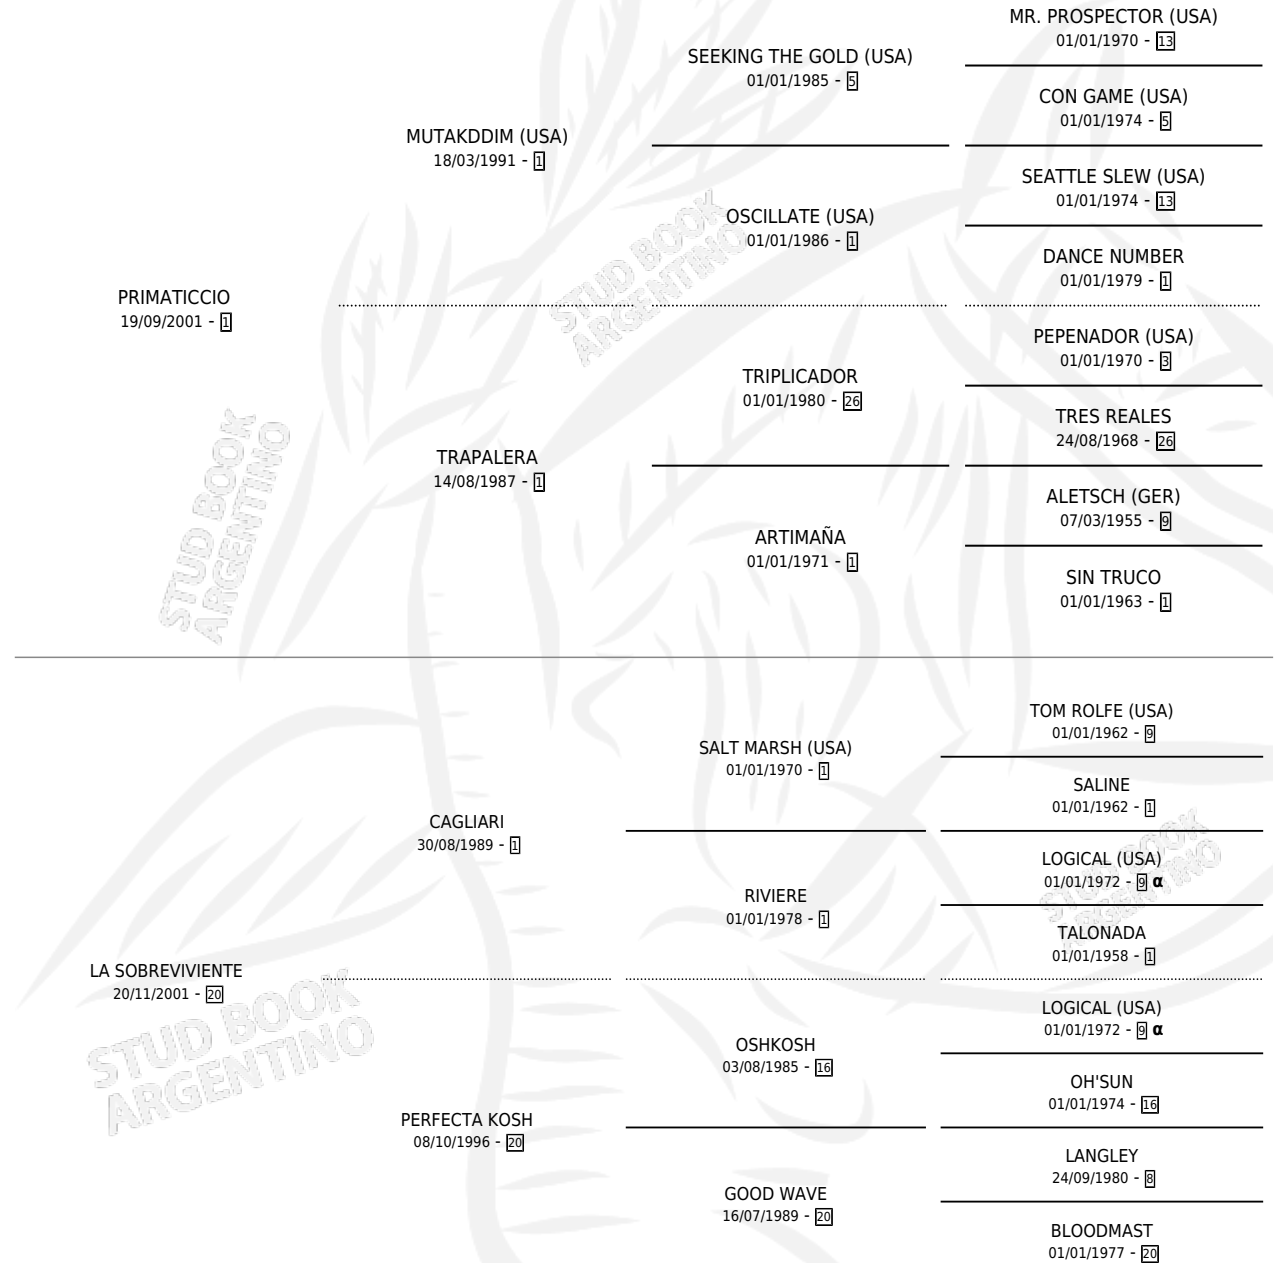 MR. PROSPECTOR (USA)
01/01/1970 - 13
SEEKING THE GOLD (USA)
01/01/1985 - 5
CON GAME (USA)
01/01/1974 - 5
MUTAKDDIM (USA)
18/03/1991 - 1
SEATTLE SLEW (USA)
01/01/1974 - 13
OSCILLATE (USA)
01/01/1986 - 1
DANCE NUMBER
01/01/1979 - 1
PRIMATICCIO
19/09/2001 - 1
PEPENADOR (USA)
01/01/1970 - 3
TRIPLICADOR
01/01/1980 - 26
TRES REALES
24/08/1968 - 26
TRAPALERA
14/08/1987 - 1
ALETSCH (GER)
07/03/1955 - 9
ARTIMAÑA
01/01/1971 - 1
SIN TRUCO
01/01/1963 - 1
STUD BOOK
ARGENTINO
STUD BOOK
ARGENTINO
TOM ROLFE (USA)
01/01/1962 - 9
SALT MARSH (USA)
01/01/1970 - 1
SALINE
01/01/1962 - 1
CAGLIARI
30/08/1989 - 1
LOGICAL (USA)
01/01/1972 - 9 α
RIVIERE
01/01/1978 - 1
TALONADA
01/01/1958 - 1
LA SOBREVIVIENTE
20/11/2001 - 20
LOGICAL (USA)
01/01/1972 - 9 α
OSHKOSH
03/08/1985 - 16
OH'SUN
01/01/1974 - 16
PERFECTA KOSH
08/10/1996 - 20
LANGLEY
24/09/1980 - 8
GOOD WAVE
16/07/1989 - 20
BLOODMAST
01/01/1977 - 20
STUD BOOK
ARGENTINO
STUD BOOK
ARGENTINO